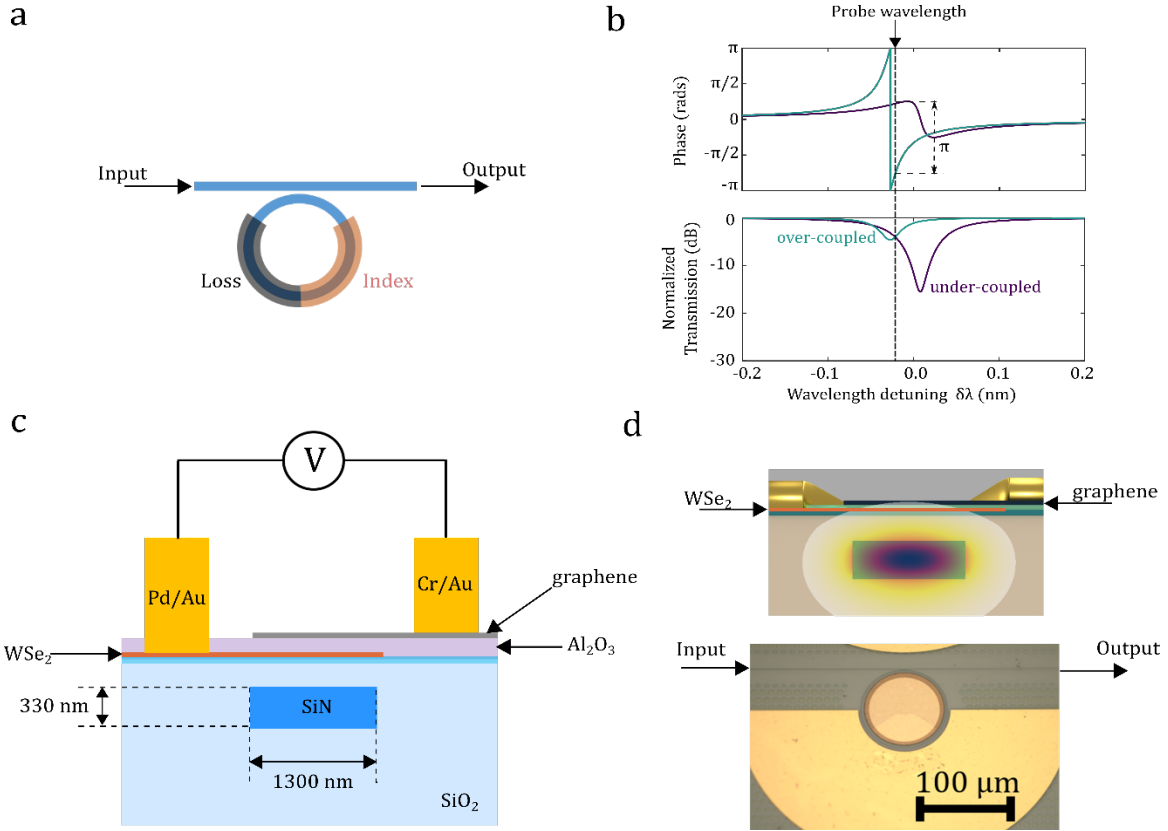 a
Input
Output
Loss
Index
b
Probe wavelength
Phase (rads)
π
π/2
0
-π/2
-π
π
Normalized
Transmission (dB)
0
-10
-20
-30
over-coupled
under-coupled
-0.2
-0.1
0.0
0.1
0.2
Wavelength detuning δλ (nm)
c
V
Pd/Au
Cr/Au
graphene
WSe₂
Al₂O₃
330 nm
SiN
1300 nm
SiO₂
d
WSe₂
graphene
Input
Output
100 μm